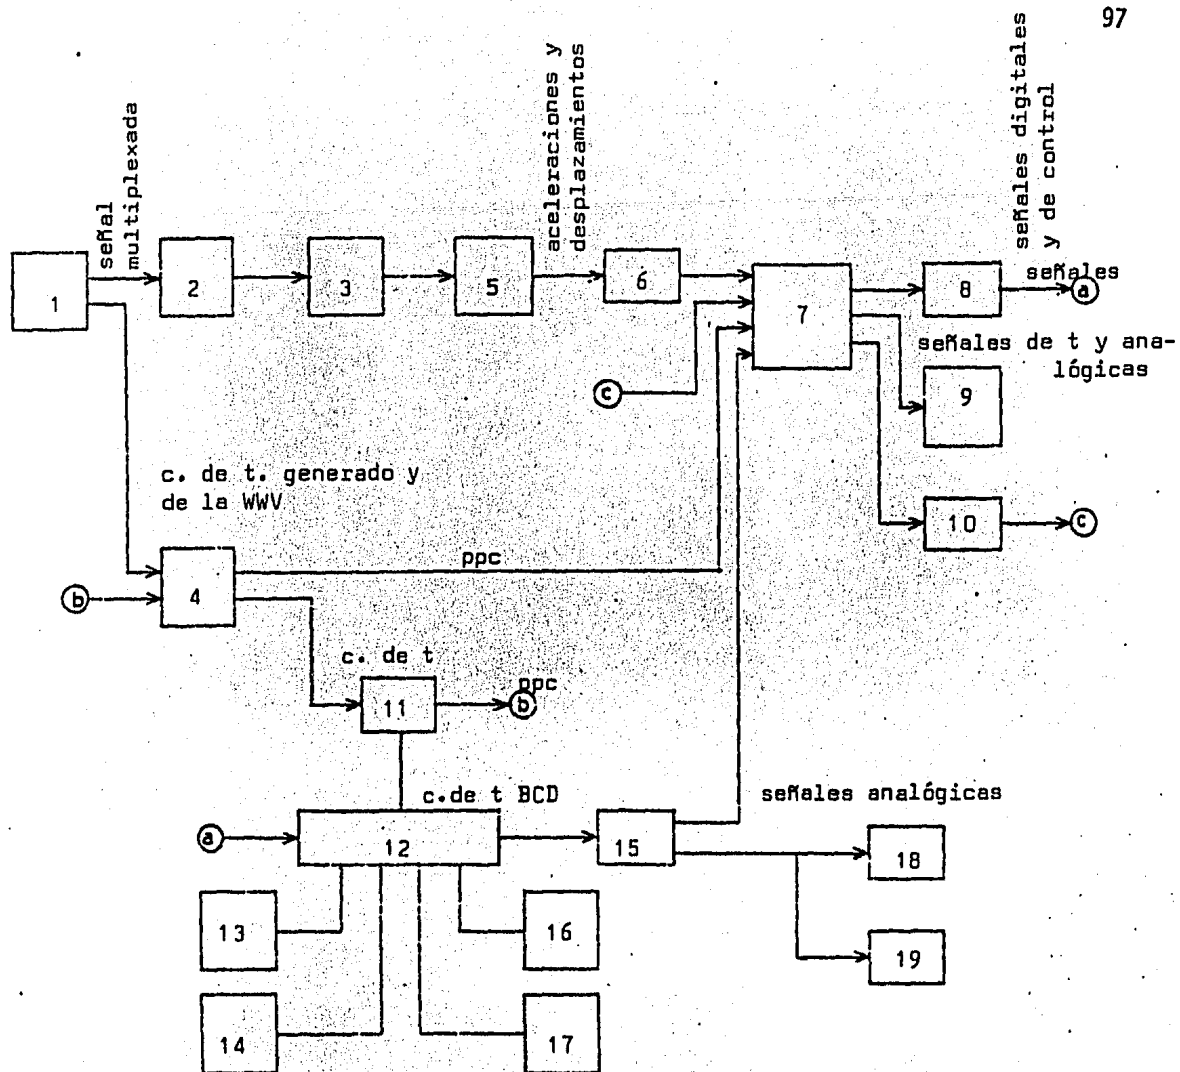 97
señal
multiplexada
aceleraciones y
desplazamientos
señales digitales
y de control
1
2
3
5
6
7
8
señales
a
señales de t y ana-
lógicas
9
c
c. de t. generado y
de la WWV
10
c
ppc
b
4
c. de t
11
ppc
b
c.de t BCD
señales analógicas
a
12
15
18
13
16
19
14
17